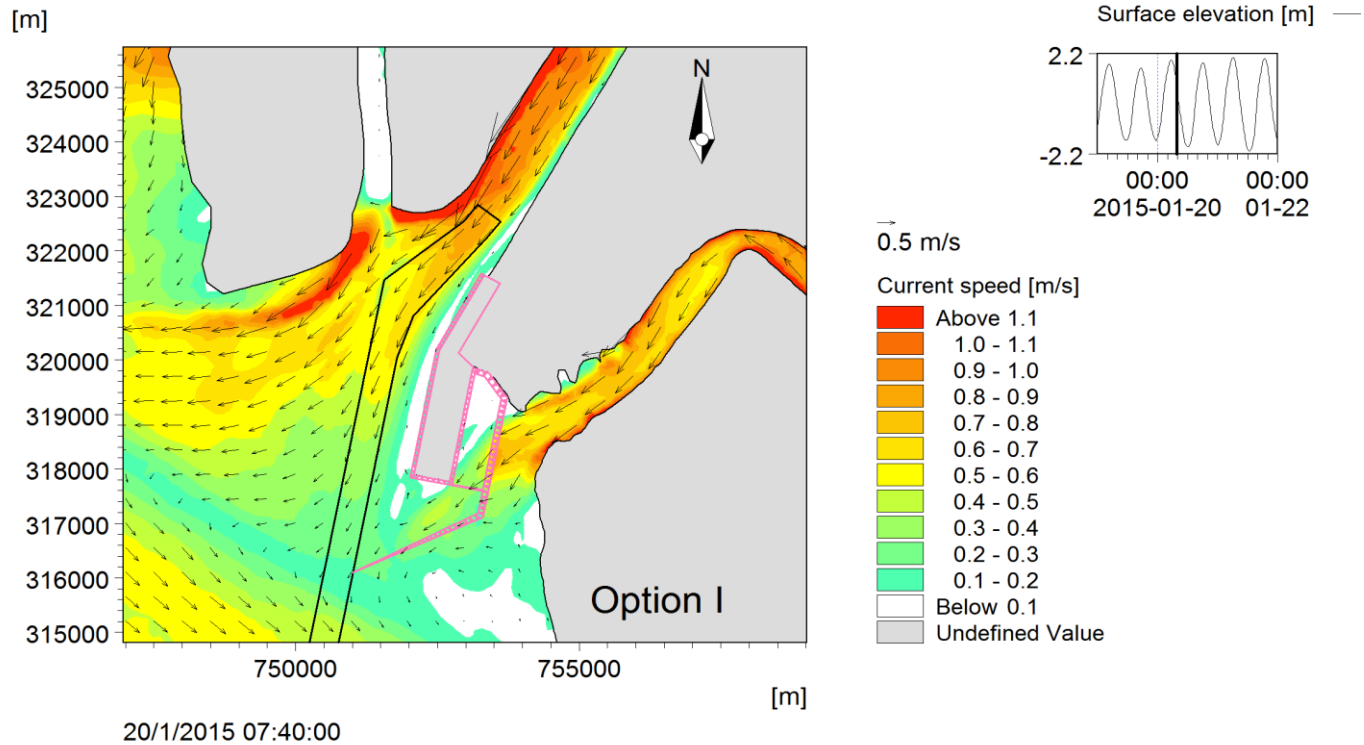 [m]
325000
324000
323000
322000
321000
320000
319000
318000
317000
316000
315000
N
Option I
750000
755000
[m]
20/1/2015 07:40:00
Surface elevation [m]
2.2
-2.2
00:00
00:00
2015-01-20
01-22
0.5 m/s
Current speed [m/s]
Above 1.1
1.0 - 1.1
0.9 - 1.0
0.8 - 0.9
0.7 - 0.8
0.6 - 0.7
0.5 - 0.6
0.4 - 0.5
0.3 - 0.4
0.2 - 0.3
0.1 - 0.2
Below 0.1
Undefined Value